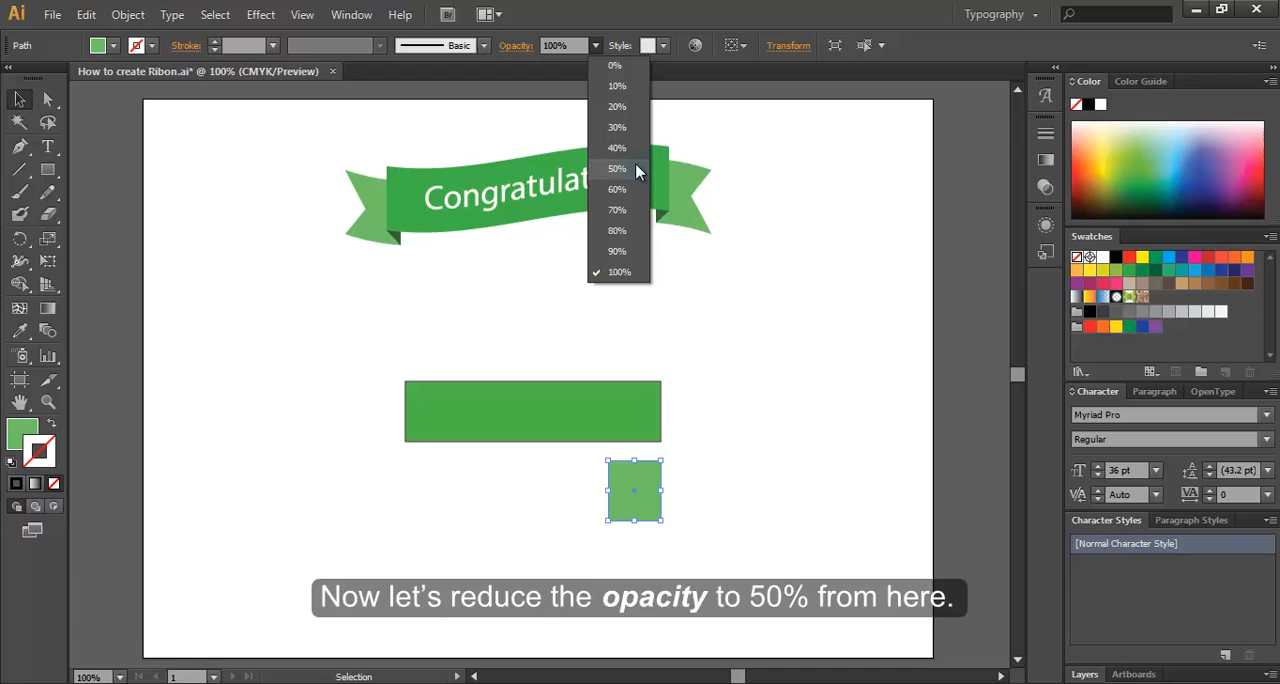 Ai File Edit Object Type Select Effect View Window Help Br Typography
Path Stroke: Basic Opacity: 100% Style: Transform
How to create Ribon.ai* @ 100% (CMYK/Preview) ×
0%
10%
20%
30%
40%
50%
60%
70%
80%
90%
100%
Congratulat
Now let's reduce the opacity to 50% from here.
Color Color Guide
Swatches
Character Paragraph OpenType
Myriad Pro
Regular
36 pt (43.2 pt)
Auto 0
Character Styles Paragraph Styles
[Normal Character Style]
Layers Artboards
100% 1 Selection